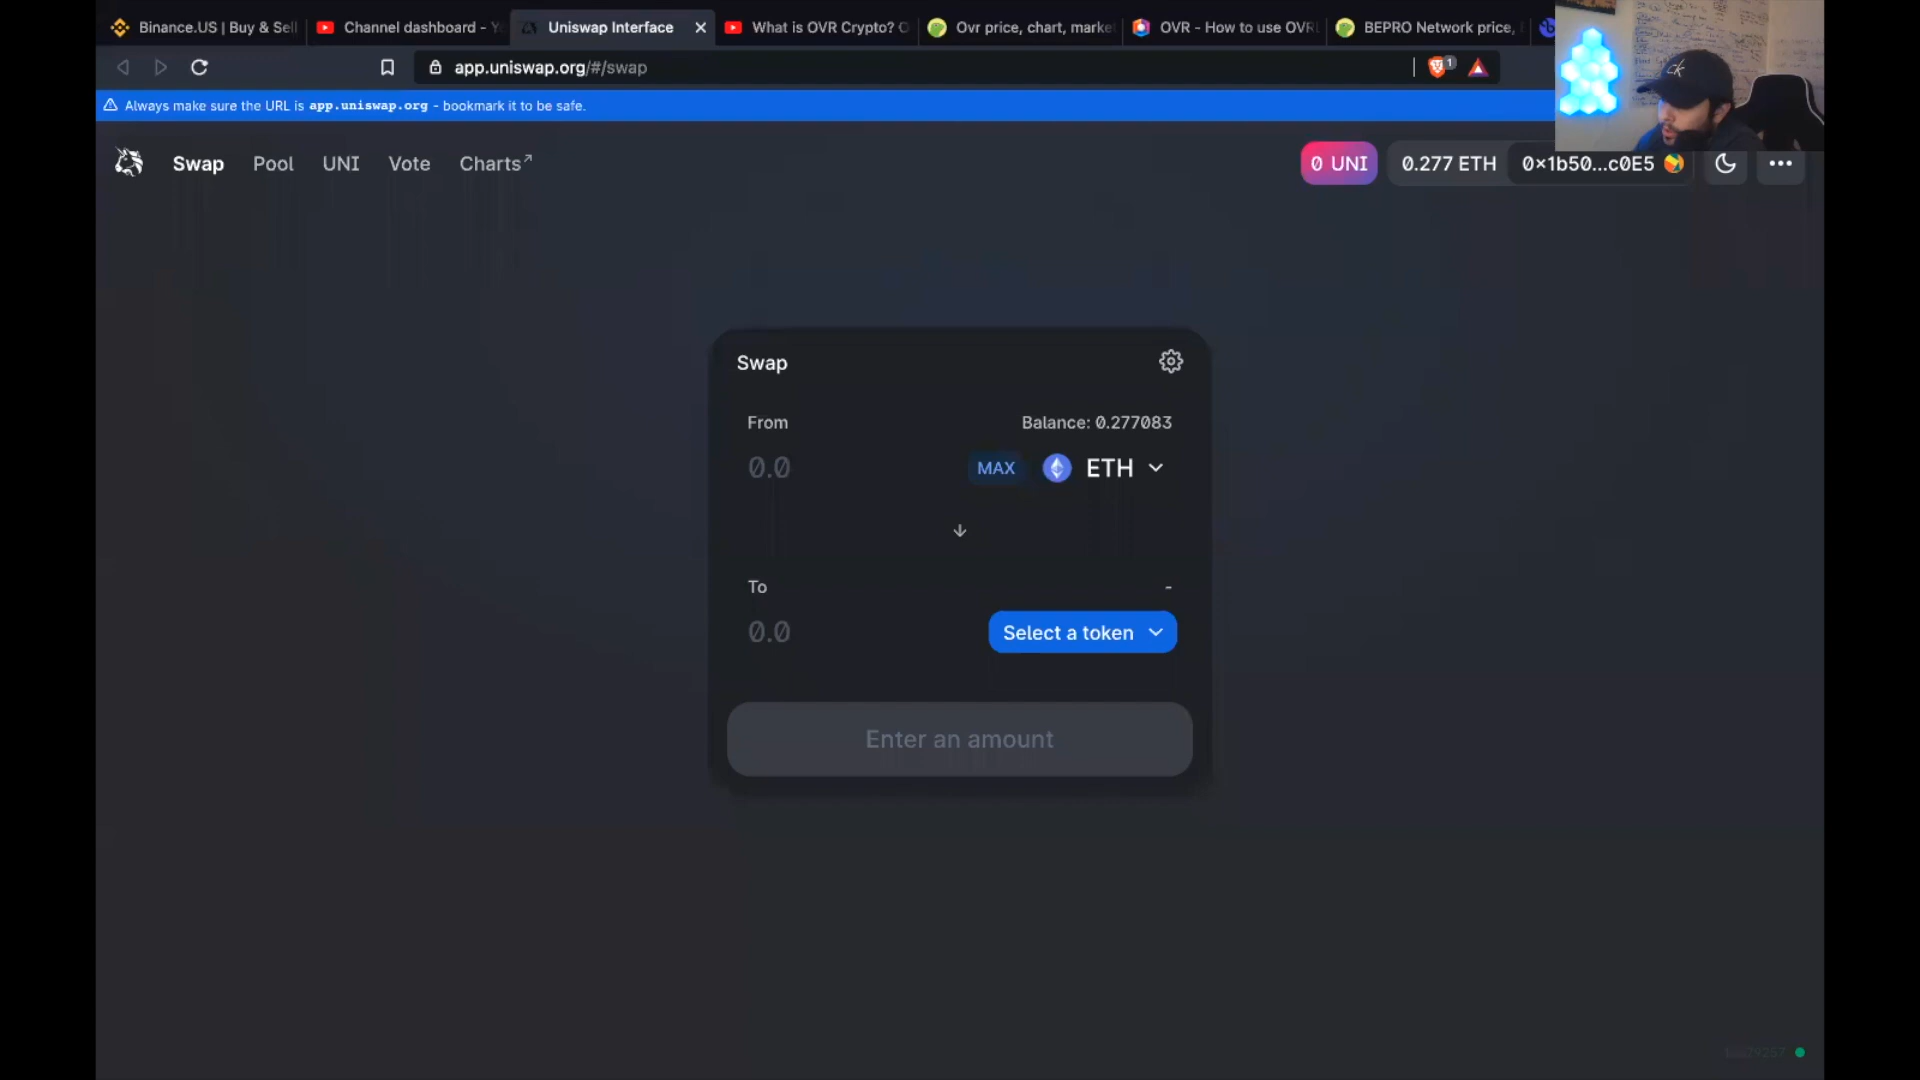 Binance.US | Buy & Sell
Channel dashboard - Y
Uniswap Interface
What is OVR Crypto? O
Ovr price, chart, marke
OVR - How to use OVR
BEPRO Network price,
app.uniswap.org/#/swap
1
Always make sure the URL is app.uniswap.org - bookmark it to be safe.
Swap
Pool
UNI
Vote
Charts↗
0 UNI
0.277 ETH
0x1b50...c0E5
Swap
From
Balance: 0.277083
0.0
MAX
ETH
To
-
0.0
Select a token
Enter an amount